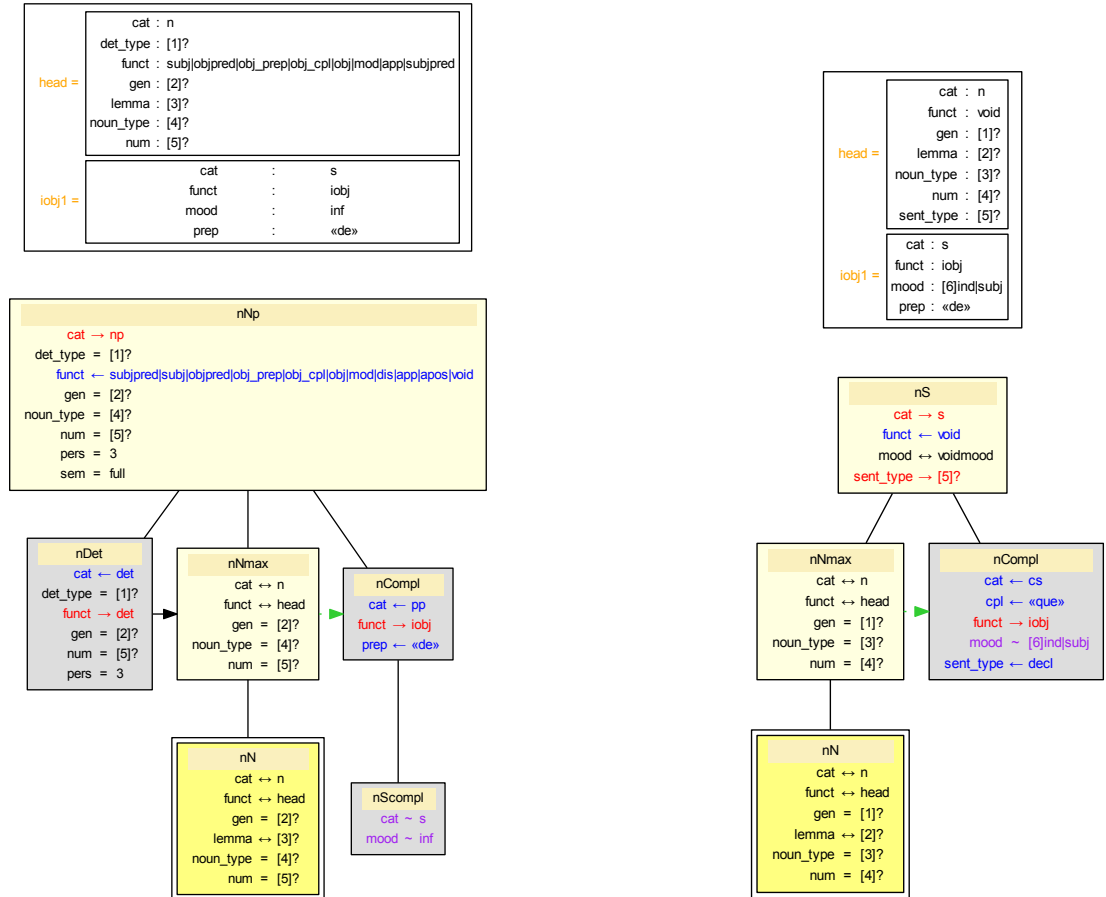 head =
cat : n
det_type : [1]?
funct : subj|objpred|obj_prep|obj_cpl|obj|mod|app|subjpred
gen : [2]?
lemma : [3]?
noun_type : [4]?
num : [5]?
iobj1 =
cat : s
funct : iobj
mood : inf
prep : «de»
nNp
cat → np
det_type = [1]?
funct ← subjpred|subj|objpred|obj_prep|obj_cpl|obj|mod|dis|app|apos|void
gen = [2]?
noun_type = [4]?
num = [5]?
pers = 3
sem = full
nDet
cat ← det
det_type = [1]?
funct → det
gen = [2]?
num = [5]?
pers = 3
nNmax
cat ↔ n
funct ↔ head
gen = [2]?
noun_type = [4]?
num = [5]?
nCompl
cat ← pp
funct → iobj
prep ← «de»
nN
cat ↔ n
funct ↔ head
gen = [2]?
lemma ↔ [3]?
noun_type = [4]?
num = [5]?
nScompl
cat ~ s
mood ~ inf
head =
cat : n
funct : void
gen : [1]?
lemma : [2]?
noun_type : [3]?
num : [4]?
sent_type : [5]?
iobj1 =
cat : s
funct : iobj
mood : [6]ind|subj
prep : «de»
nS
cat → s
funct ← void
mood ↔ voidmood
sent_type → [5]?
nNmax
cat ↔ n
funct ↔ head
gen = [1]?
noun_type = [3]?
num = [4]?
nCompl
cat ← cs
cpl ← «que»
funct → iobj
mood ~ [6]ind|subj
sent_type ← decl
nN
cat ↔ n
funct ↔ head
gen = [1]?
lemma ↔ [2]?
noun_type = [3]?
num = [4]?